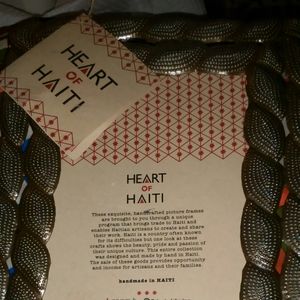 HEART
OF
HAITI
HEART
OF
HAITI
These exquisite, handcrafted picture frames
are brought to you through a unique
program that brings trade to Haiti and
enables Haitian artisans to create and share
their work. Haiti is a country often known
for its difficulties but one look at these
crafts shows the beauty, pride and passion of
their unique culture. This entire collection
was designed and made by hand in Haiti.
The sale of these goods provides opportunity
and income for artisans and their families.
handmade in HAITI